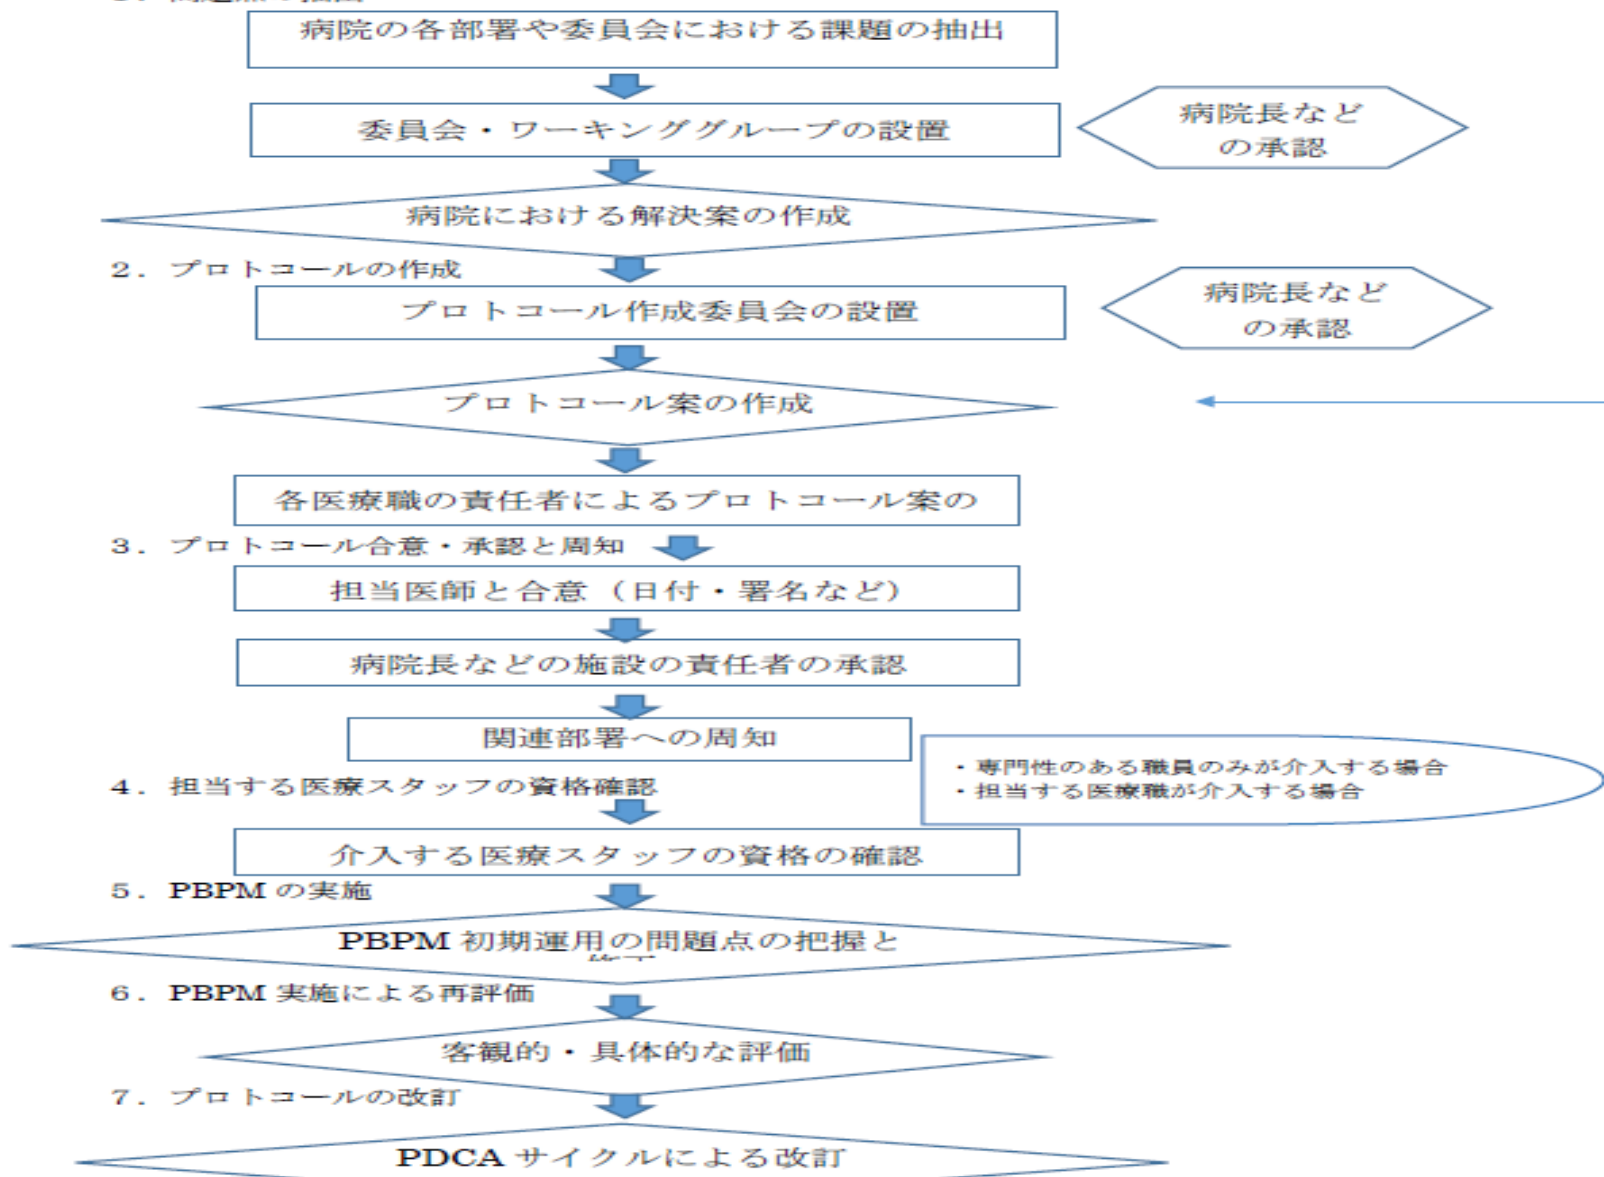 病院の各部署や委員会における課題の抽出
委員会・ワーキンググループの設置
病院長など
の承認
病院における解決案の作成
2．プロトコールの作成
プロトコール作成委員会の設置
病院長など
の承認
プロトコール案の作成
各医療職の責任者によるプロトコール案の
3．プロトコール合意・承認と周知
担当医師と合意（日付・署名など）
病院長などの施設の責任者の承認
関連部署への周知
・専門性のある職員のみが介入する場合
・担当する医療職が介入する場合
4．担当する医療スタッフの資格確認
介入する医療スタッフの資格の確認
5．PBPM の実施
PBPM 初期運用の問題点の把握と
6．PBPM 実施による再評価
客観的・具体的な評価
7．プロトコールの改訂
PDCA サイクルによる改訂